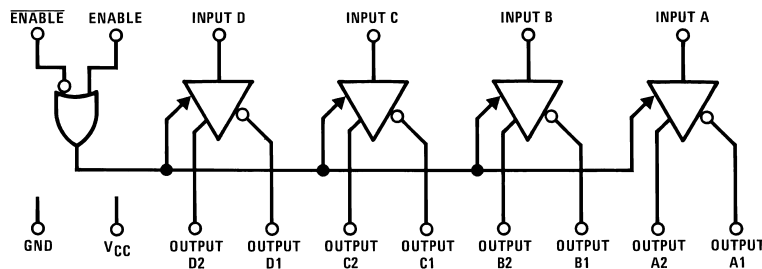 ENABLE ENABLE INPUT D INPUT C INPUT B INPUT A
GND VCC OUTPUT OUTPUT OUTPUT OUTPUT OUTPUT OUTPUT OUTPUT OUTPUT
D2 D1 C2 C1 B2 B1 A2 A1